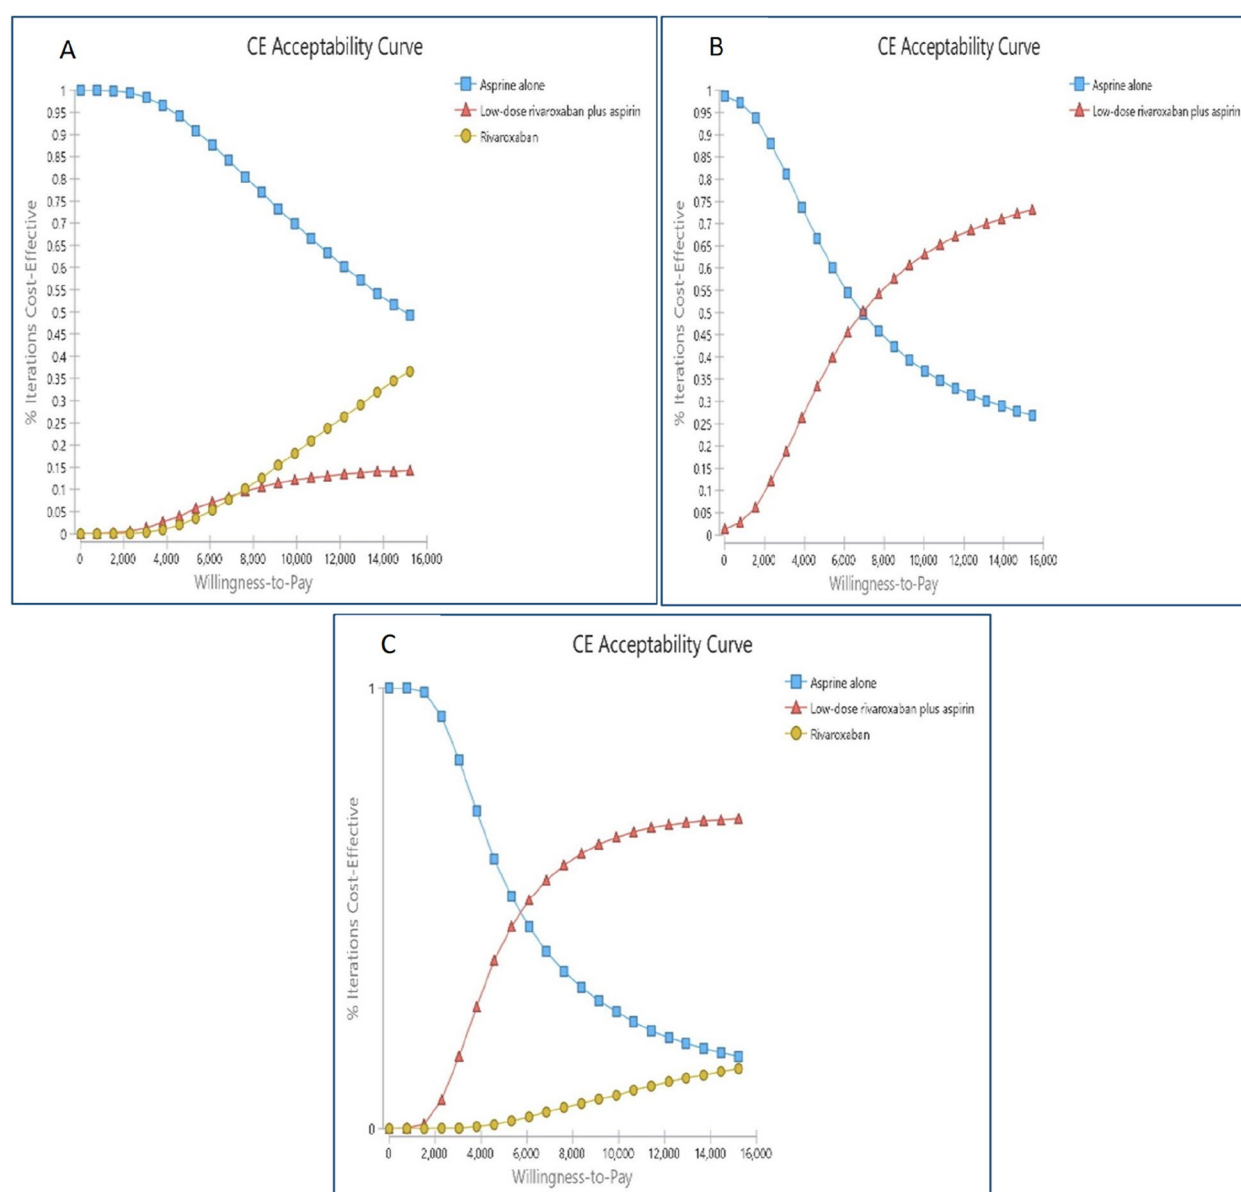 A
CE Acceptability Curve
Asprine alone
Low-dose rivaroxaban plus aspirin
Rivaroxaban
% Iterations Cost-Effective
1
0.95
0.9
0.85
0.8
0.75
0.7
0.65
0.6
0.55
0.5
0.45
0.4
0.35
0.3
0.25
0.2
0.15
0.1
0.05
0
0 2,000 4,000 6,000 8,000 10,000 12,000 14,000 16,000
Willingness-to-Pay
B
CE Acceptability Curve
Asprine alone
Low-dose rivaroxaban plus aspirin
% Iterations Cost-Effective
1
0.95
0.9
0.85
0.8
0.75
0.7
0.65
0.6
0.55
0.5
0.45
0.4
0.35
0.3
0.25
0.2
0.15
0.1
0.05
0
0 2,000 4,000 6,000 8,000 10,000 12,000 14,000 16,000
Willingness-to-Pay
C
CE Acceptability Curve
Asprine alone
Low-dose rivaroxaban plus aspirin
Rivaroxaban
% Iterations Cost-Effective
1
0
0 2,000 4,000 6,000 8,000 10,000 12,000 14,000 16,000
Willingness-to-Pay